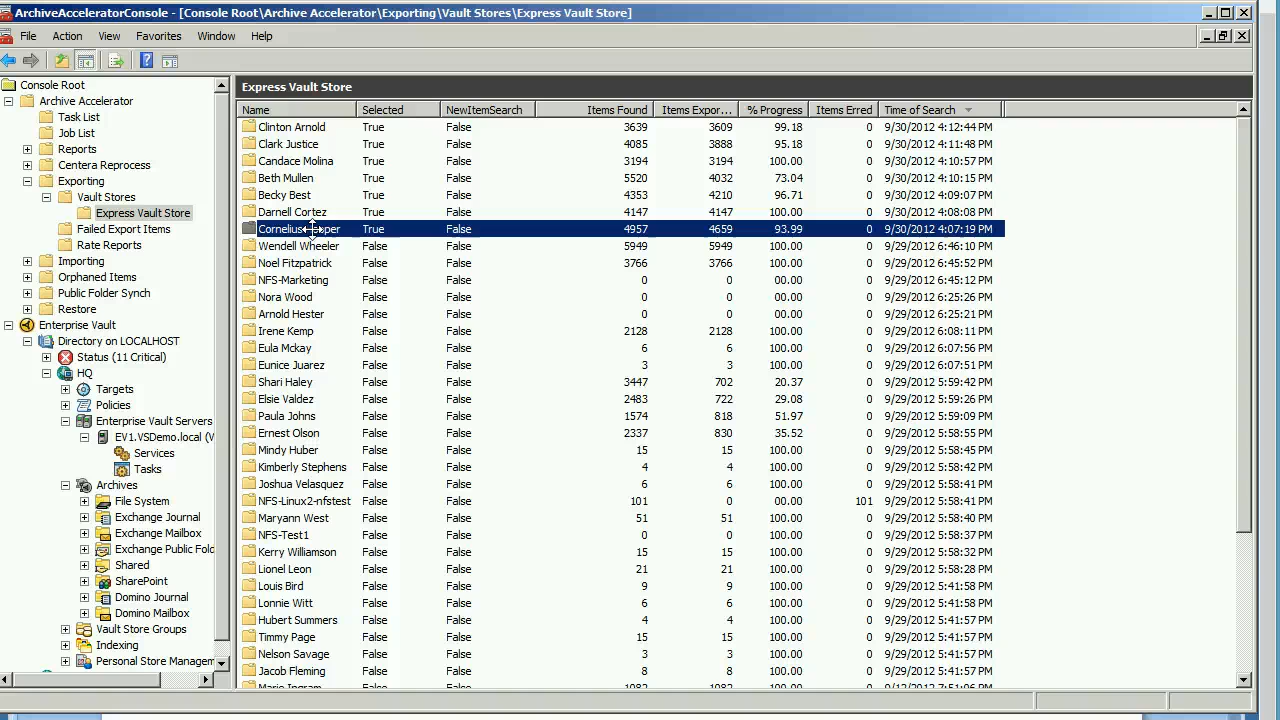 ArchiveAcceleratorConsole - [Console Root\Archive Accelerator\Exporting\Vault Stores\Express Vault Store]
File Action View Favorites Window Help
Console Root
Archive Accelerator
Task List
Job List
Reports
Centera Reprocess
Exporting
Vault Stores
Express Vault Store
Failed Export Items
Rate Reports
Importing
Orphaned Items
Public Folder Synch
Restore
Enterprise Vault
Directory on LOCALHOST
Status (11 Critical)
HQ
Targets
Policies
Enterprise Vault Servers
EV1.VSDemo.local (V
Services
Tasks
Archives
File System
Exchange Journal
Exchange Mailbox
Exchange Public Fold
Shared
SharePoint
Domino Journal
Domino Mailbox
Vault Store Groups
Indexing
Personal Store Managem
Express Vault Store
Name Selected NewItemSearch Items Found Items Expor... % Progress Items Erred Time of Search
Clinton Arnold True False 3639 3609 99.18 0 9/30/2012 4:12:44 PM
Clark Justice True False 4085 3888 95.18 0 9/30/2012 4:11:48 PM
Candace Molina True False 3194 3194 100.00 0 9/30/2012 4:10:57 PM
Beth Mullen True False 5520 4032 73.04 0 9/30/2012 4:10:15 PM
Becky Best True False 4353 4210 96.71 0 9/30/2012 4:09:07 PM
Darnell Cortez True False 4147 4147 100.00 0 9/30/2012 4:08:08 PM
Cornelius True False 4957 4659 93.99 0 9/30/2012 4:07:19 PM
Wendell Wheeler False False 5949 5949 100.00 0 9/29/2012 6:46:10 PM
Noel Fitzpatrick False False 3766 3766 100.00 0 9/29/2012 6:45:52 PM
NFS-Marketing False False 0 0 00.00 0 9/29/2012 6:45:12 PM
Nora Wood False False 0 0 00.00 0 9/29/2012 6:25:26 PM
Arnold Hester False False 0 0 00.00 0 9/29/2012 6:25:21 PM
Irene Kemp False False 2128 2128 100.00 0 9/29/2012 6:08:11 PM
Eula Mckay False False 6 6 100.00 0 9/29/2012 6:07:56 PM
Eunice Juarez False False 3 3 100.00 0 9/29/2012 6:07:51 PM
Shari Haley False False 3447 702 20.37 0 9/29/2012 5:59:42 PM
Elsie Valdez False False 2483 722 29.08 0 9/29/2012 5:59:26 PM
Paula Johns False False 1574 818 51.97 0 9/29/2012 5:59:09 PM
Ernest Olson False False 2337 830 35.52 0 9/29/2012 5:58:55 PM
Mindy Huber False False 15 15 100.00 0 9/29/2012 5:58:45 PM
Kimberly Stephens False False 4 4 100.00 0 9/29/2012 5:58:42 PM
Joshua Velasquez False False 6 6 100.00 0 9/29/2012 5:58:41 PM
NFS-Linux2-nfstest False False 101 0 00.00 101 9/29/2012 5:58:41 PM
Maryann West False False 51 51 100.00 0 9/29/2012 5:58:40 PM
NFS-Test1 False False 0 0 00.00 0 9/29/2012 5:58:37 PM
Kerry Williamson False False 15 15 100.00 0 9/29/2012 5:58:32 PM
Lionel Leon False False 21 21 100.00 0 9/29/2012 5:58:28 PM
Louis Bird False False 9 9 100.00 0 9/29/2012 5:41:58 PM
Lonnie Witt False False 6 6 100.00 0 9/29/2012 5:41:58 PM
Hubert Summers False False 4 4 100.00 0 9/29/2012 5:41:57 PM
Timmy Page False False 15 15 100.00 0 9/29/2012 5:41:57 PM
Nelson Savage False False 3 3 100.00 0 9/29/2012 5:41:57 PM
Jacob Fleming False False 8 8 100.00 0 9/29/2012 5:41:57 PM
Marie Ingram False False 1082 1082 100.00 0 9/12/2012 7:51:06 PM